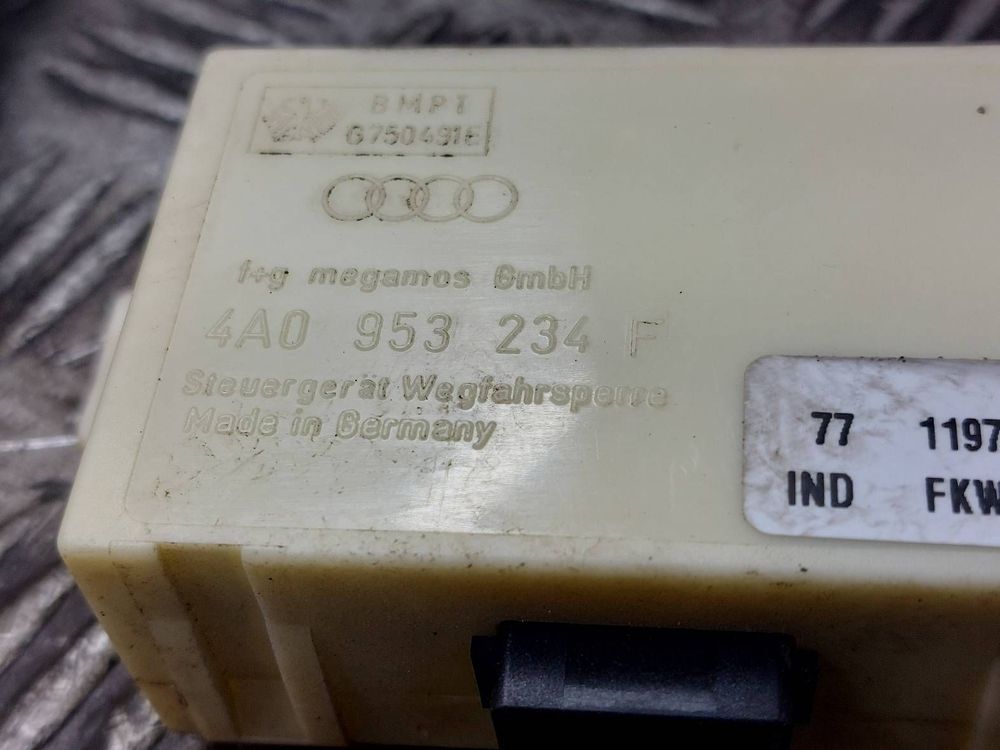 BMPT
G750491E
f+g megamos GmbH
4A0 953 234 F
Steuergerät Wegfahrsperre
Made in Germany
77 1197
IND FKW